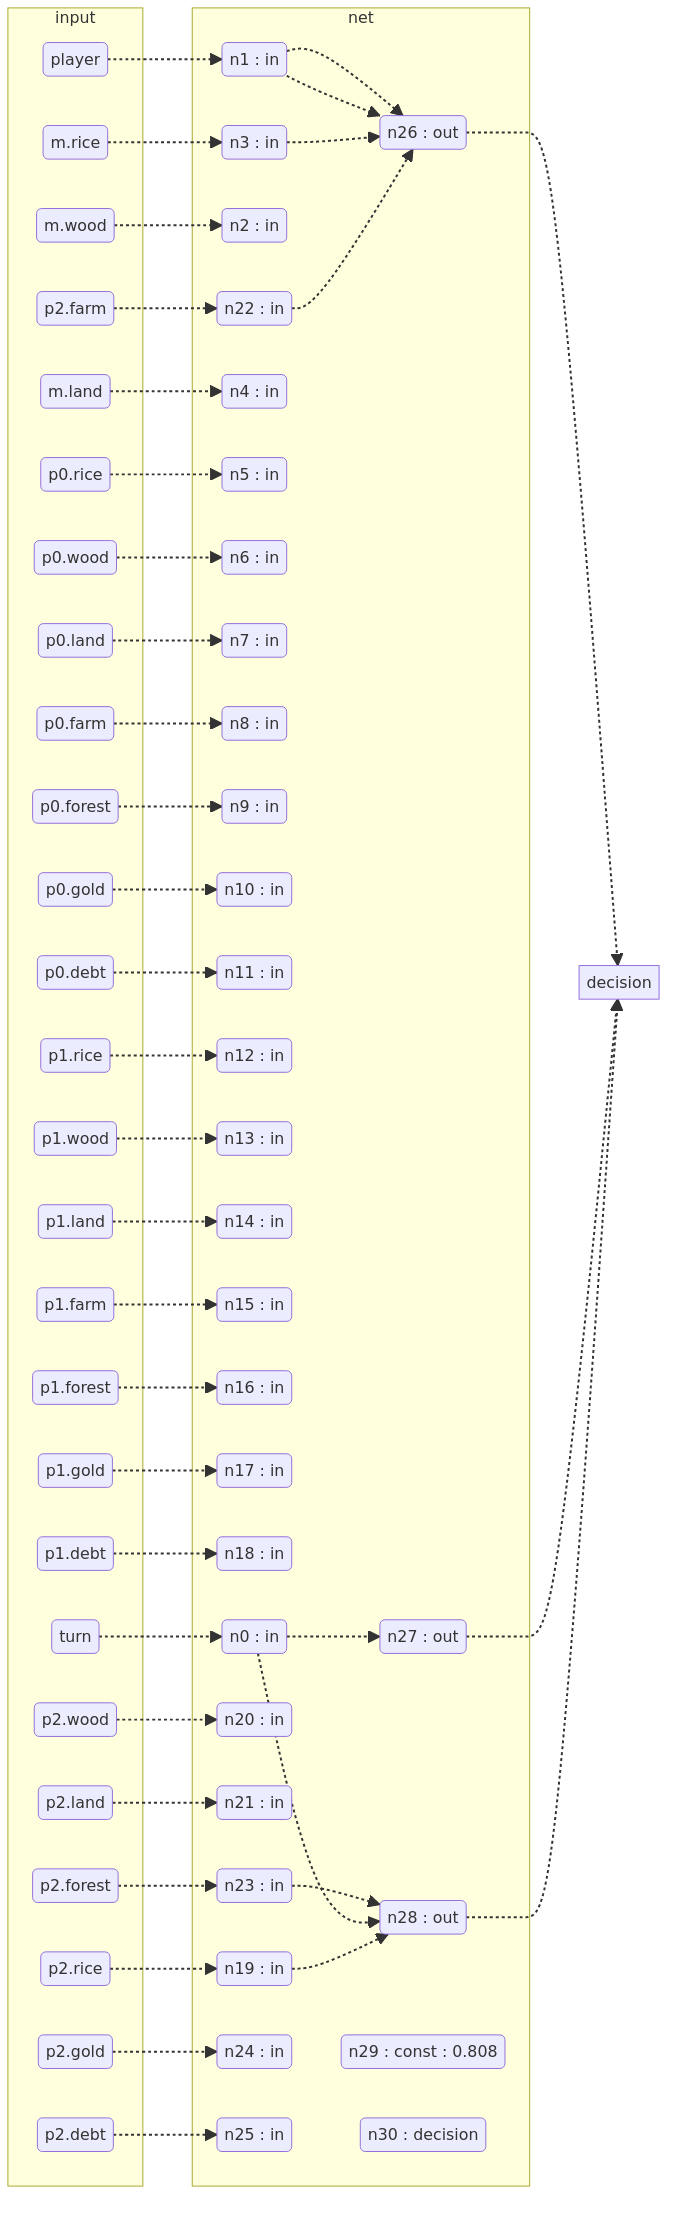 input
net
player
n1 : in
n26 : out
m.rice
n3 : in
m.wood
n2 : in
p2.farm
n22 : in
m.land
n4 : in
p0.rice
n5 : in
p0.wood
n6 : in
p0.land
n7 : in
p0.farm
n8 : in
p0.forest
n9 : in
p0.gold
n10 : in
p0.debt
n11 : in
decision
p1.rice
n12 : in
p1.wood
n13 : in
p1.land
n14 : in
p1.farm
n15 : in
p1.forest
n16 : in
p1.gold
n17 : in
p1.debt
n18 : in
turn
n0 : in
n27 : out
p2.wood
n20 : in
p2.land
n21 : in
p2.forest
n23 : in
n28 : out
p2.rice
n19 : in
p2.gold
n24 : in
n29 : const : 0.808
p2.debt
n25 : in
n30 : decision